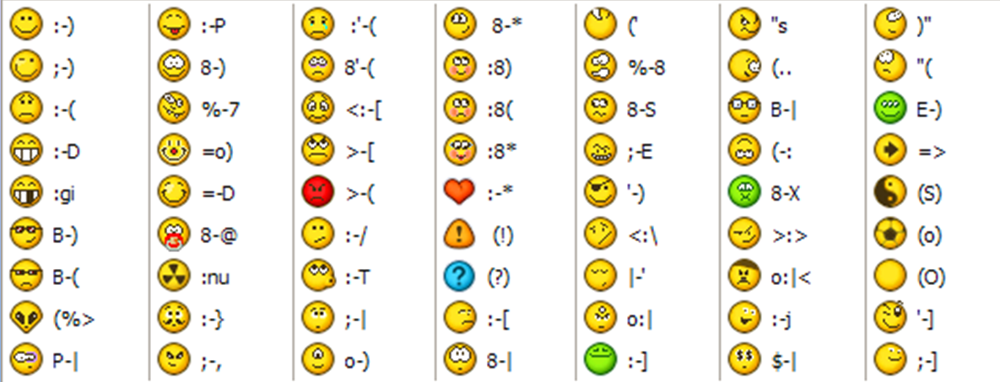 :-) :-P :'-( 8-* (' "s )"
;-) 8-) 8'-( :8) %-8 (.. "(
:-( %-7 <:-[ :8( 8-S B-| E-)
:-D =o) >-[ :8* ;-E (-: =>
:gi =-D >-( :-* '-) 8-X (S)
B-) 8-@ :-/ (!) <:\ >:> (o)
B-( :nu :-T (?) |-' o:|< (O)
(%> :-} ;-| :-[ o:| :-j '-]
P-| ;-, o-) 8-| :-] $-| ;-]